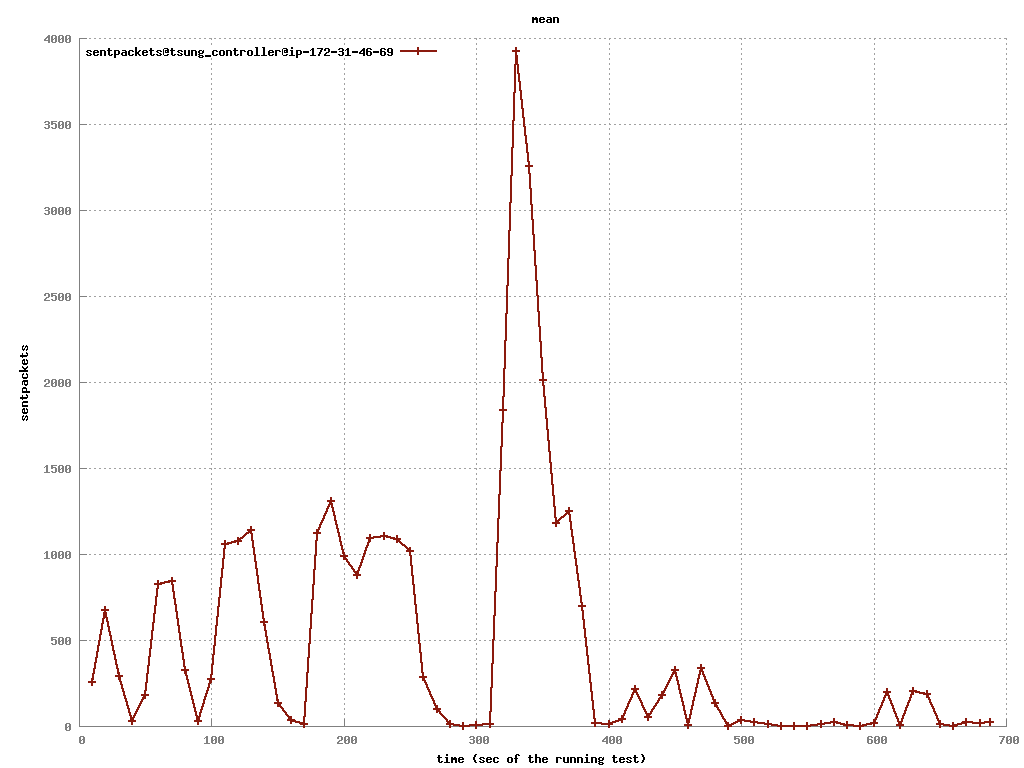 mean
4000
sentpackets@tsung_controller@ip-172-31-46-69
3500
3000
2500
2000
sentpackets
1500
1000
500
0
0 100 200 300 400 500 600 700
time (sec of the running test)